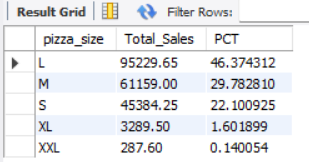 Result Grid Filter Rows:
pizza_size Total_Sales PCT
L 95229.65 46.374312
M 61159.00 29.782810
S 45384.25 22.100925
XL 3289.50 1.601899
XXL 287.60 0.140054